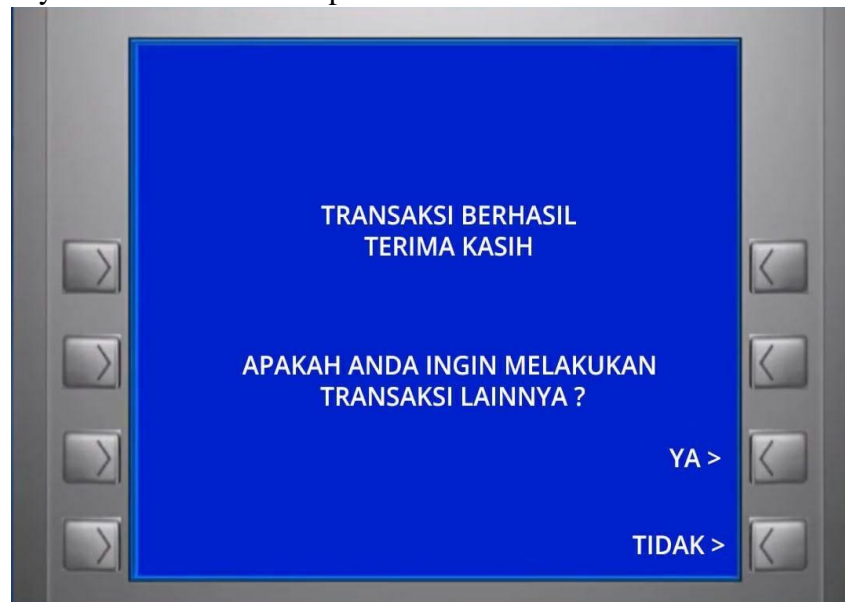 TRANSAKSI BERHASIL
TERIMA KASIH
APAKAH ANDA INGIN MELAKUKAN
TRANSAKSI LAINNYA ?
YA >
TIDAK >